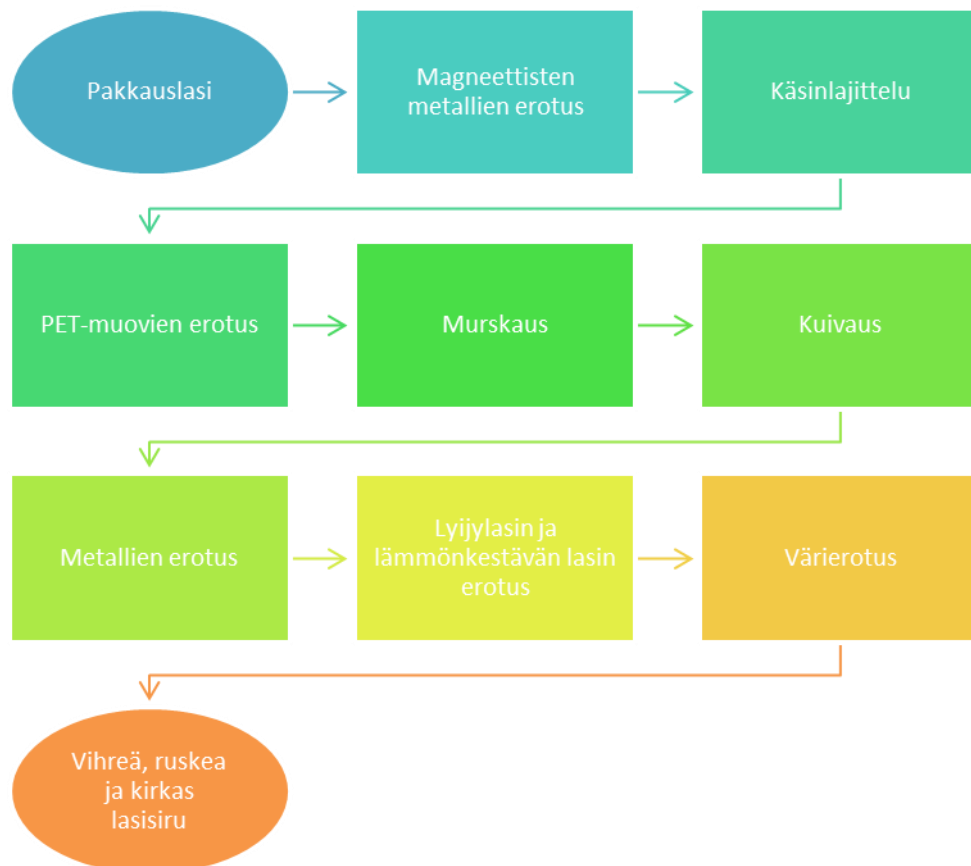 Pakkauslasi
Magneettisten
metallien erotus
Käsinlajittelu
PET-muovien erotus
Murskaus
Kuivaus
Metallien erotus
Lyijylasin ja
lämmönkestävän lasin
erotus
Värierotus
Vihreä, ruskea
ja kirkas
lasisiru